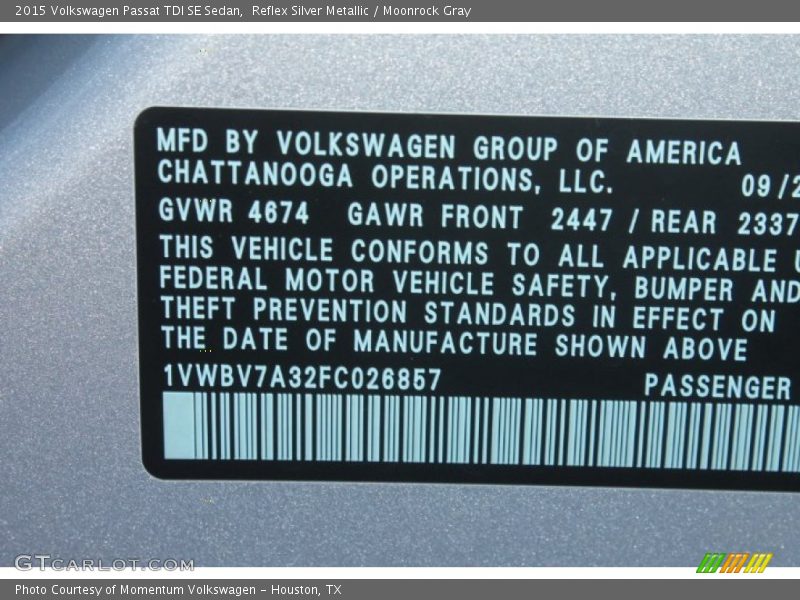 2015 Volkswagen Passat TDI SE Sedan, Reflex Silver Metallic / Moonrock Gray
MFD BY VOLKSWAGEN GROUP OF AMERICA
CHATTANOOGA OPERATIONS, LLC. 09/2
GVWR 4674 GAWR FRONT 2447 / REAR 2337
THIS VEHICLE CONFORMS TO ALL APPLICABLE
FEDERAL MOTOR VEHICLE SAFETY, BUMPER AND
THEFT PREVENTION STANDARDS IN EFFECT ON
THE DATE OF MANUFACTURE SHOWN ABOVE
1VWBV7A32FC026857 PASSENGER
GTCARLOT.COM
Photo Courtesy of Momentum Volkswagen - Houston, TX